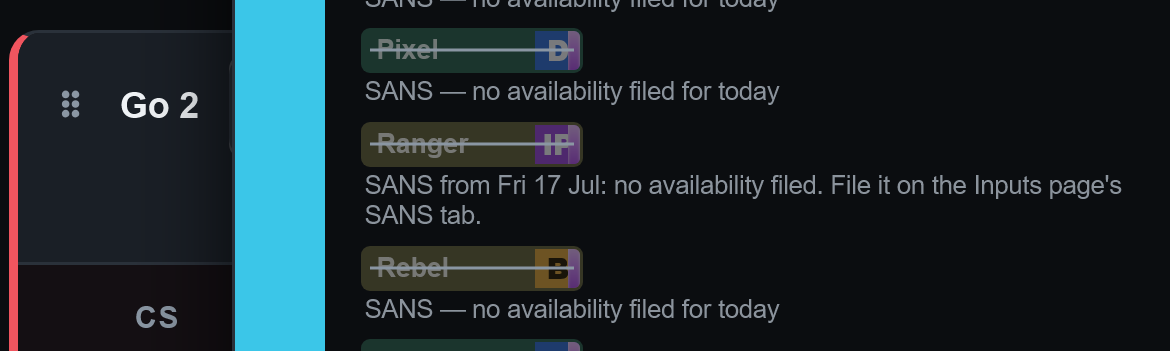 SANS — no availability filed for today
Pixel D
SANS — no availability filed for today
Go 2
Ranger IP
SANS from Fri 17 Jul: no availability filed. File it on the Inputs page's
SANS tab.
Rebel B
SANS — no availability filed for today
CS